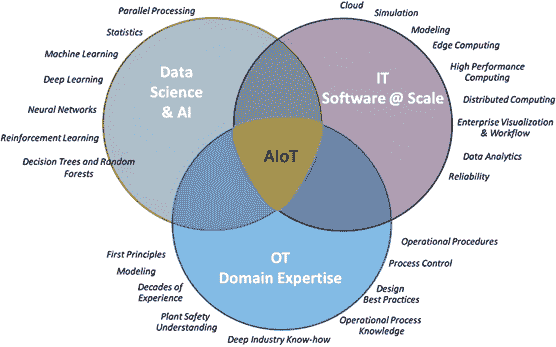 Parallel Processing
Statistics
Machine Learning
Deep Learning
Neural Networks
Reinforcement Learning
Decision Trees and Random
Forests
Data
Science
& AI
Cloud
Simulation
Modeling
Edge Computing
High Performance
Computing
Distributed Computing
Enterprise Visualization
& Workflow
Data Analytics
Reliability
IT
Software @ Scale
AIoT
OT
Domain Expertise
First Principles
Modeling
Decades of
Experience
Plant Safety
Understanding
Deep Industry Know-how
Operational Procedures
Process Control
Design
Best Practices
Operational Process
Knowledge